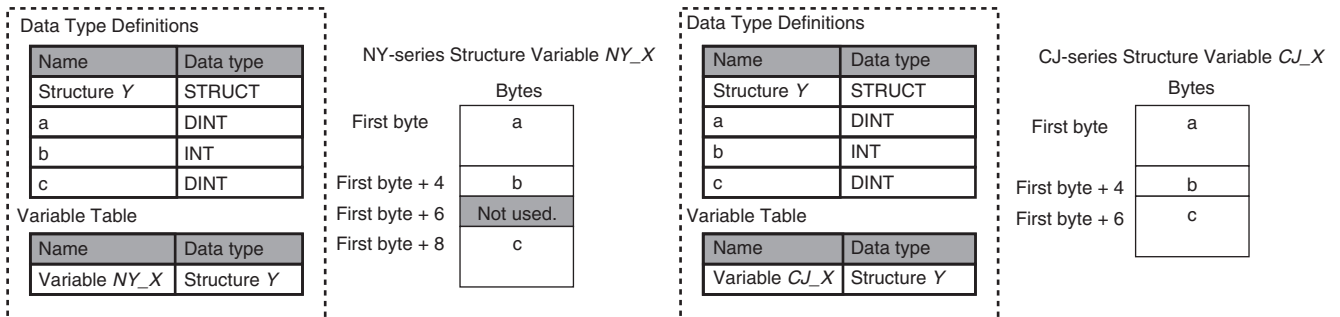 Data Type Definitions
Name Data type
Structure Y STRUCT
a DINT
b INT
c DINT
Variable Table
Name Data type
Variable NY_X Structure Y
NY-series Structure Variable NY_X
Bytes
First byte a
First byte + 4 b
First byte + 6 Not used.
First byte + 8 c
Data Type Definitions
Name Data type
Structure Y STRUCT
a DINT
b INT
c DINT
Variable Table
Name Data type
Variable CJ_X Structure Y
CJ-series Structure Variable CJ_X
Bytes
First byte a
First byte + 4 b
First byte + 6 c